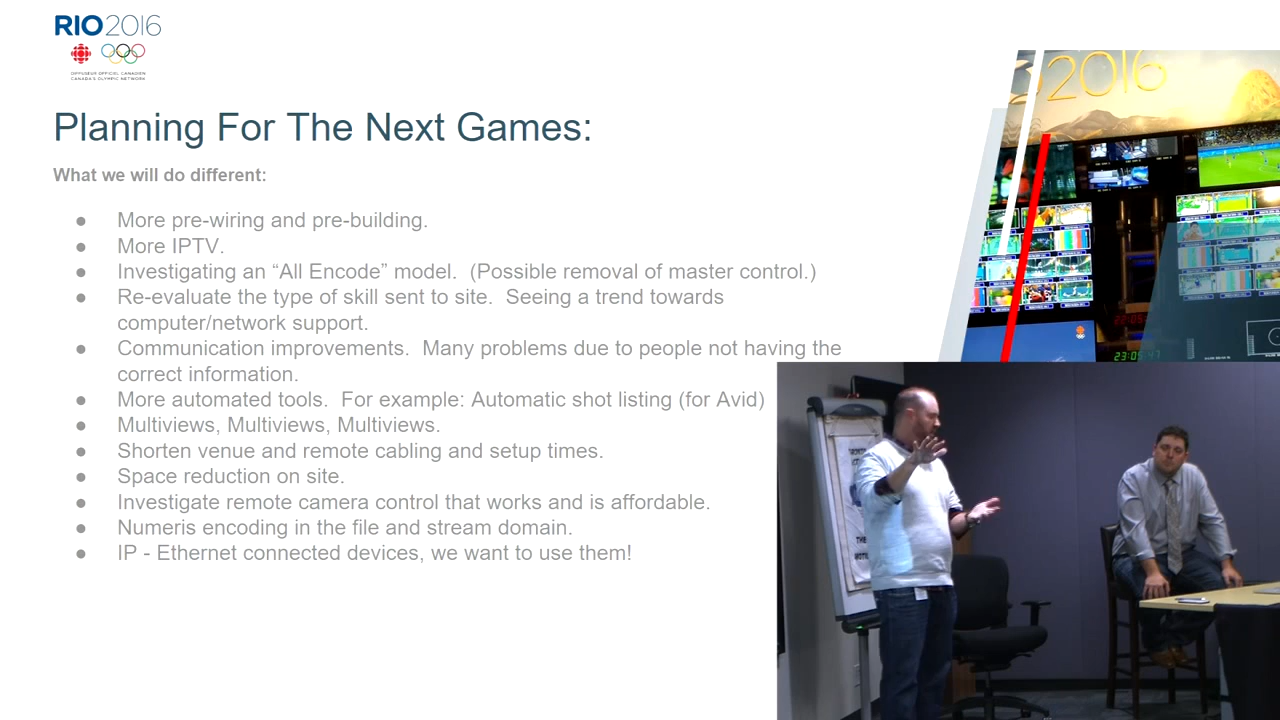 RIO2016
DIFFUSEUR OFFICIEL CANADIEN
CANADA'S OLYMPIC NETWORK
2016
Planning For The Next Games:
What we will do different:
● More pre-wiring and pre-building.
● More IPTV.
● Investigating an “All Encode” model.  (Possible removal of master control.)
● Re-evaluate the type of skill sent to site.  Seeing a trend towards
computer/network support.
● Communication improvements.  Many problems due to people not having the
correct information.
● More automated tools.  For example: Automatic shot listing (for Avid)
● Multiviews, Multiviews, Multiviews.
● Shorten venue and remote cabling and setup times.
● Space reduction on site.
● Investigate remote camera control that works and is affordable.
● Numeris encoding in the file and stream domain.
● IP - Ethernet connected devices, we want to use them!
23:05:47
THE